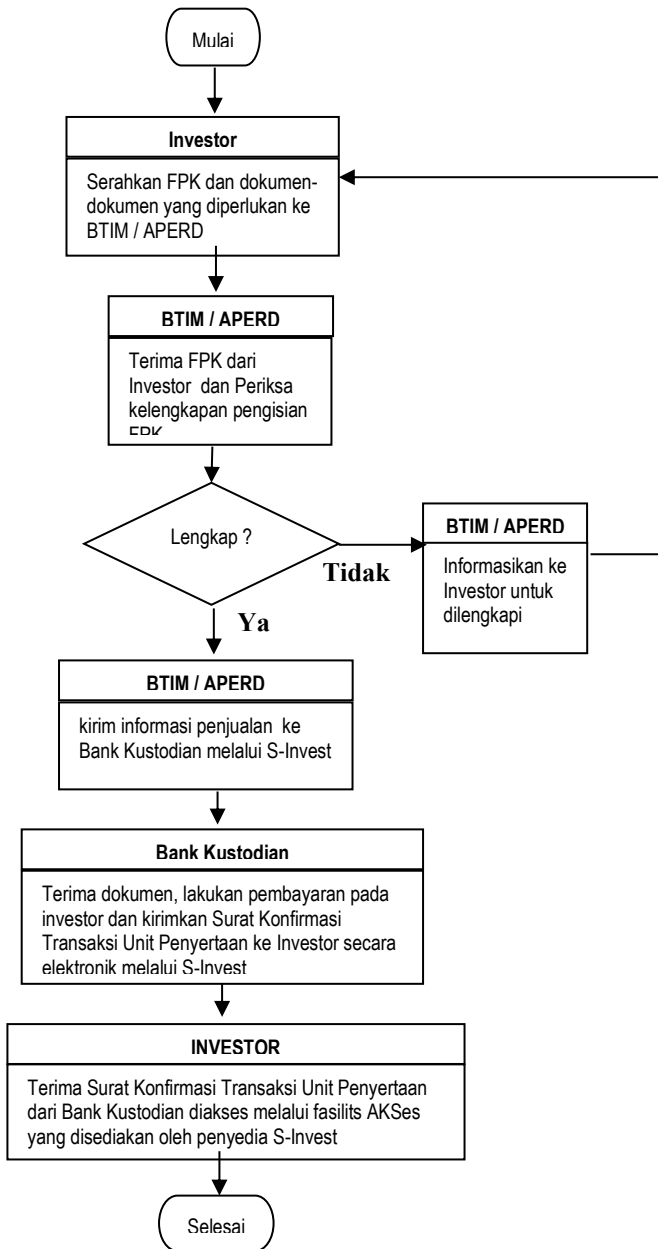 Mulai
Investor
Serahkan FPK dan dokumen-
dokumen yang diperlukan ke
BTIM / APERD
BTIM / APERD
Terima FPK dari
Investor dan Periksa
kelengkapan pengisian
FPK
Lengkap ?
Tidak
BTIM / APERD
Informasikan ke
Investor untuk
dilengkapi
Ya
BTIM / APERD
kirim informasi penjualan ke
Bank Kustodian melalui S-Invest
Bank Kustodian
Terima dokumen, lakukan pembayaran pada
investor dan kirimkan Surat Konfirmasi
Transaksi Unit Penyertaan ke Investor secara
elektronik melalui S-Invest
INVESTOR
Terima Surat Konfirmasi Transaksi Unit Penyertaan
dari Bank Kustodian diakses melalui fasilits AKSes
yang disediakan oleh penyedia S-Invest
Selesai